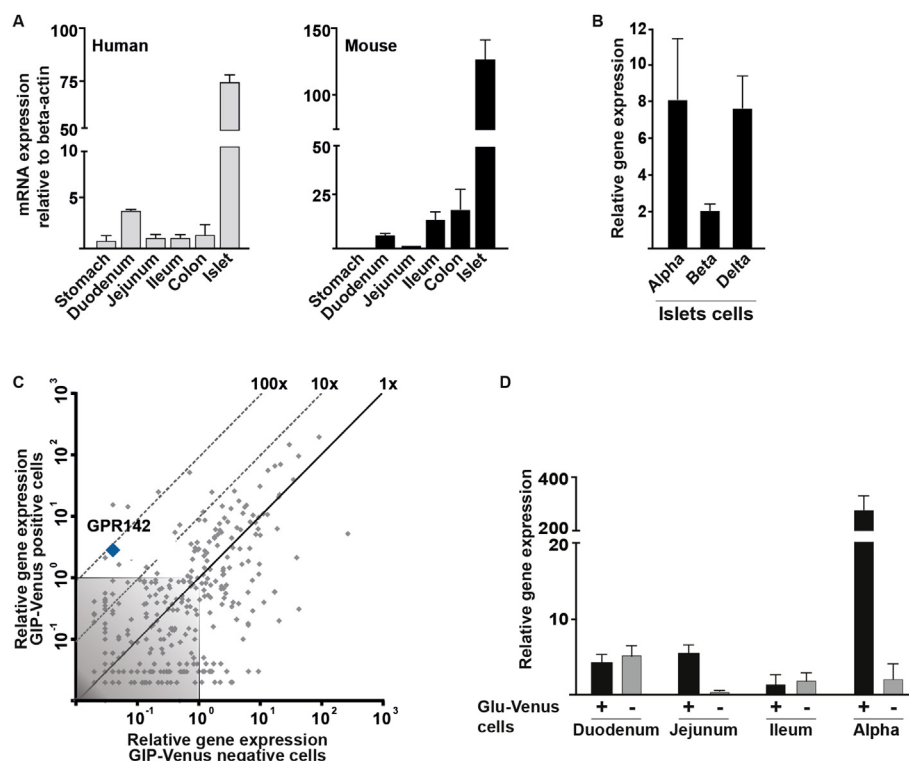 A
Human
mRNA expression
relative to beta-actin
100
75
50
10
5
Stomach
Duodenum
Jejunum
Ileum
Colon
Islet
Mouse
150
100
50
25
Stomach
Duodenum
Jejunum
Ileum
Colon
Islet
B
Relative gene expression
12
10
8
6
4
2
Alpha
Beta
Delta
Islets cells
C
Relative gene expression
GIP-Venus positive cells
10³
10²
10¹
10⁰
10⁻¹
100x
10x
1x
GPR142
10⁻¹
10⁰
10¹
10²
10³
Relative gene expression
GIP-Venus negative cells
D
Relative gene expression
400
200
20
10
Glu-Venus + - + - + - + -
cells
Duodenum Jejunum Ileum Alpha